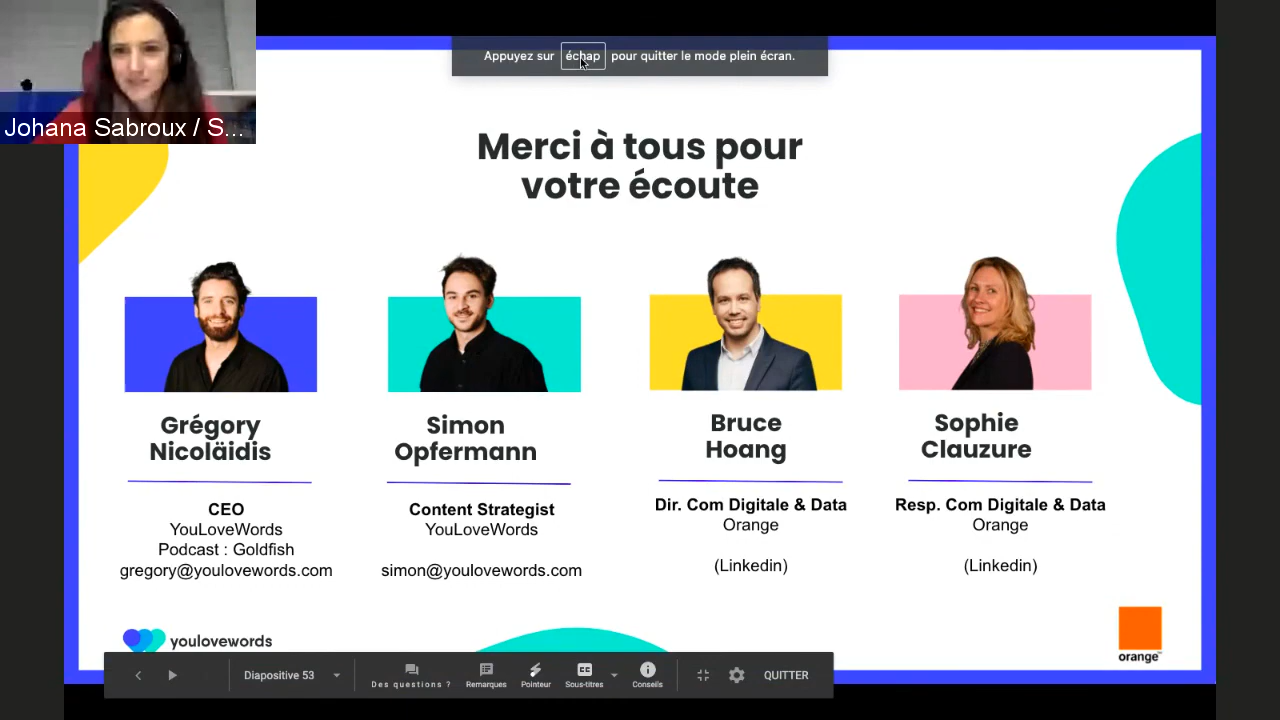 Appuyez sur échap pour quitter le mode plein écran.
Johana Sabroux / S...
Merci à tous pour
votre écoute
Grégory
Nicoläidis
CEO
YouLoveWords
Podcast : Goldfish
gregory@youlovewords.com
Simon
Opfermann
Content Strategist
YouLoveWords
simon@youlovewords.com
Bruce
Hoang
Dir. Com Digitale & Data
Orange
(Linkedin)
Sophie
Clauzure
Resp. Com Digitale & Data
Orange
(Linkedin)
youlovewords
orange™
Diapositive 53
Des questions ?
Remarques
Pointeur
CC
Sous-titres
Conseils
QUITTER